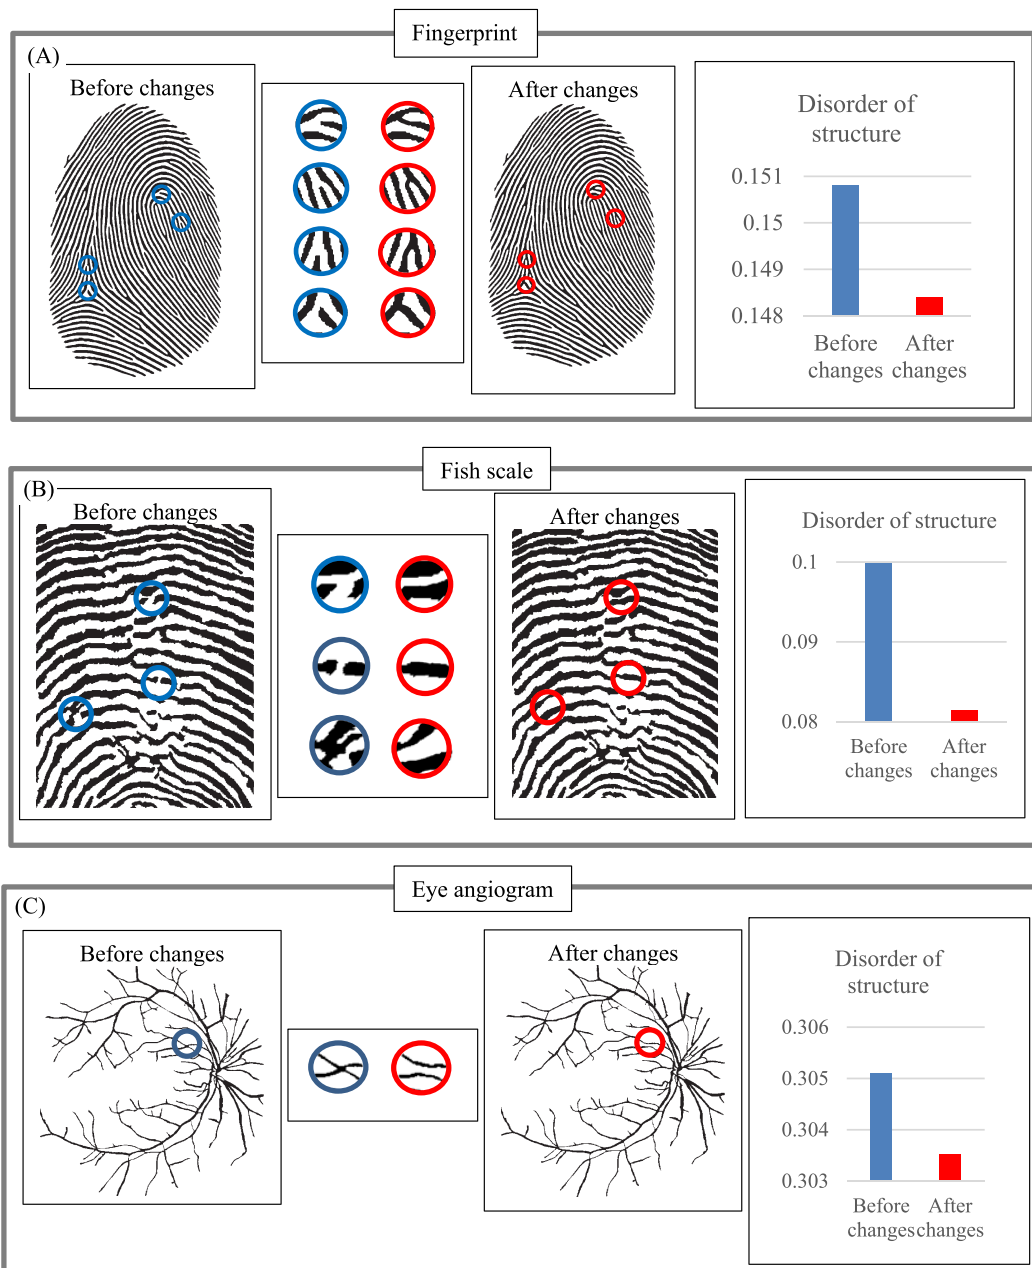 Fingerprint
(A)
Before changes
After changes
Disorder of
structure
0.151
0.15
0.149
0.148
Before
changes
After
changes
Fish scale
(B)
Before changes
After changes
Disorder of structure
0.1
0.09
0.08
Before
changes
After
changes
Eye angiogram
(C)
Before changes
After changes
Disorder of
structure
0.306
0.305
0.304
0.303
Before
changes
After
changes